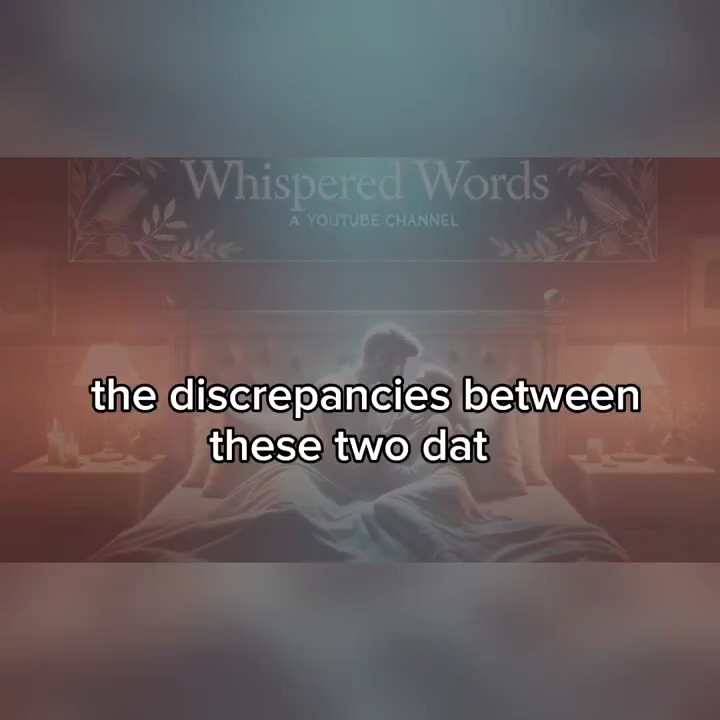 Whispered Words
A YOUTUBE CHANNEL
the discrepancies between
these two dat